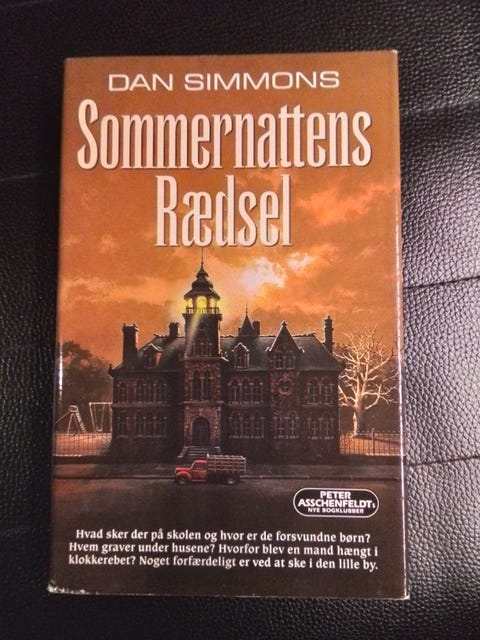 DAN SIMMONS
Sommernattens
Rædsel
PETER
ASSCHENFELDTs
NYE BOGKLUBBER
Hvad sker der på skolen og hvor er de forsvundne børn?
Hvem graver under husene? Hvorfor blev en mand hængt i
klokkerebet? Noget forfærdeligt er ved at ske i den lille by.